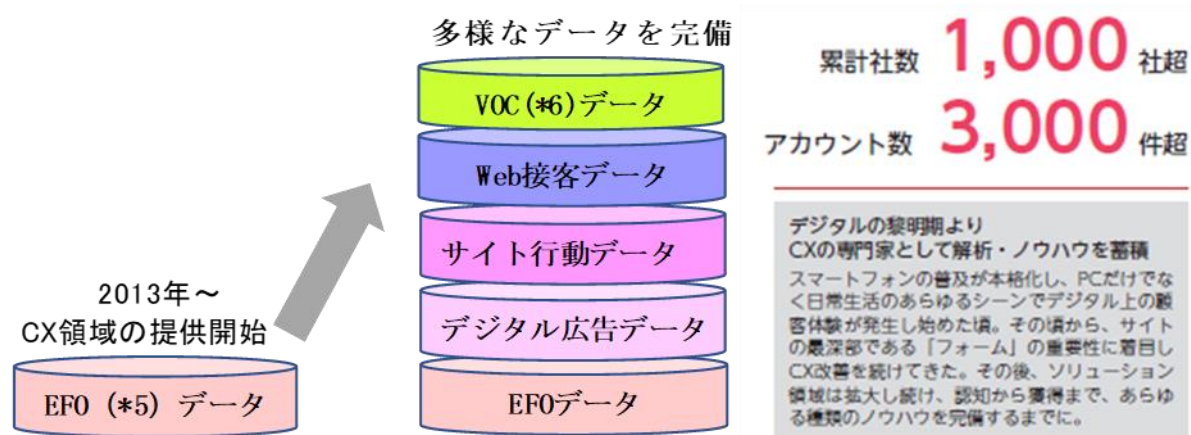 2013年～
CX領域の提供開始
EFO (*5) データ
多様なデータを完備
VOC(*6)データ
Web接客データ
サイト行動データ
デジタル広告データ
EFOデータ
累計社数 1,000 社超
アカウント数 3,000 件超
デジタルの黎明期より
CXの専門家として解析・ノウハウを蓄積
スマートフォンの普及が本格化し、PCだけでな
く日常生活のあらゆるシーンでデジタル上の顧
客体験が発生し始めた頃。その頃から、サイト
の最深部である「フォーム」の重要性に着目し
CX改善を続けてきた。その後、ソリューション
領域は拡大し続け、認知から獲得まで、あらゆ
る種類のノウハウを完備するまでに。